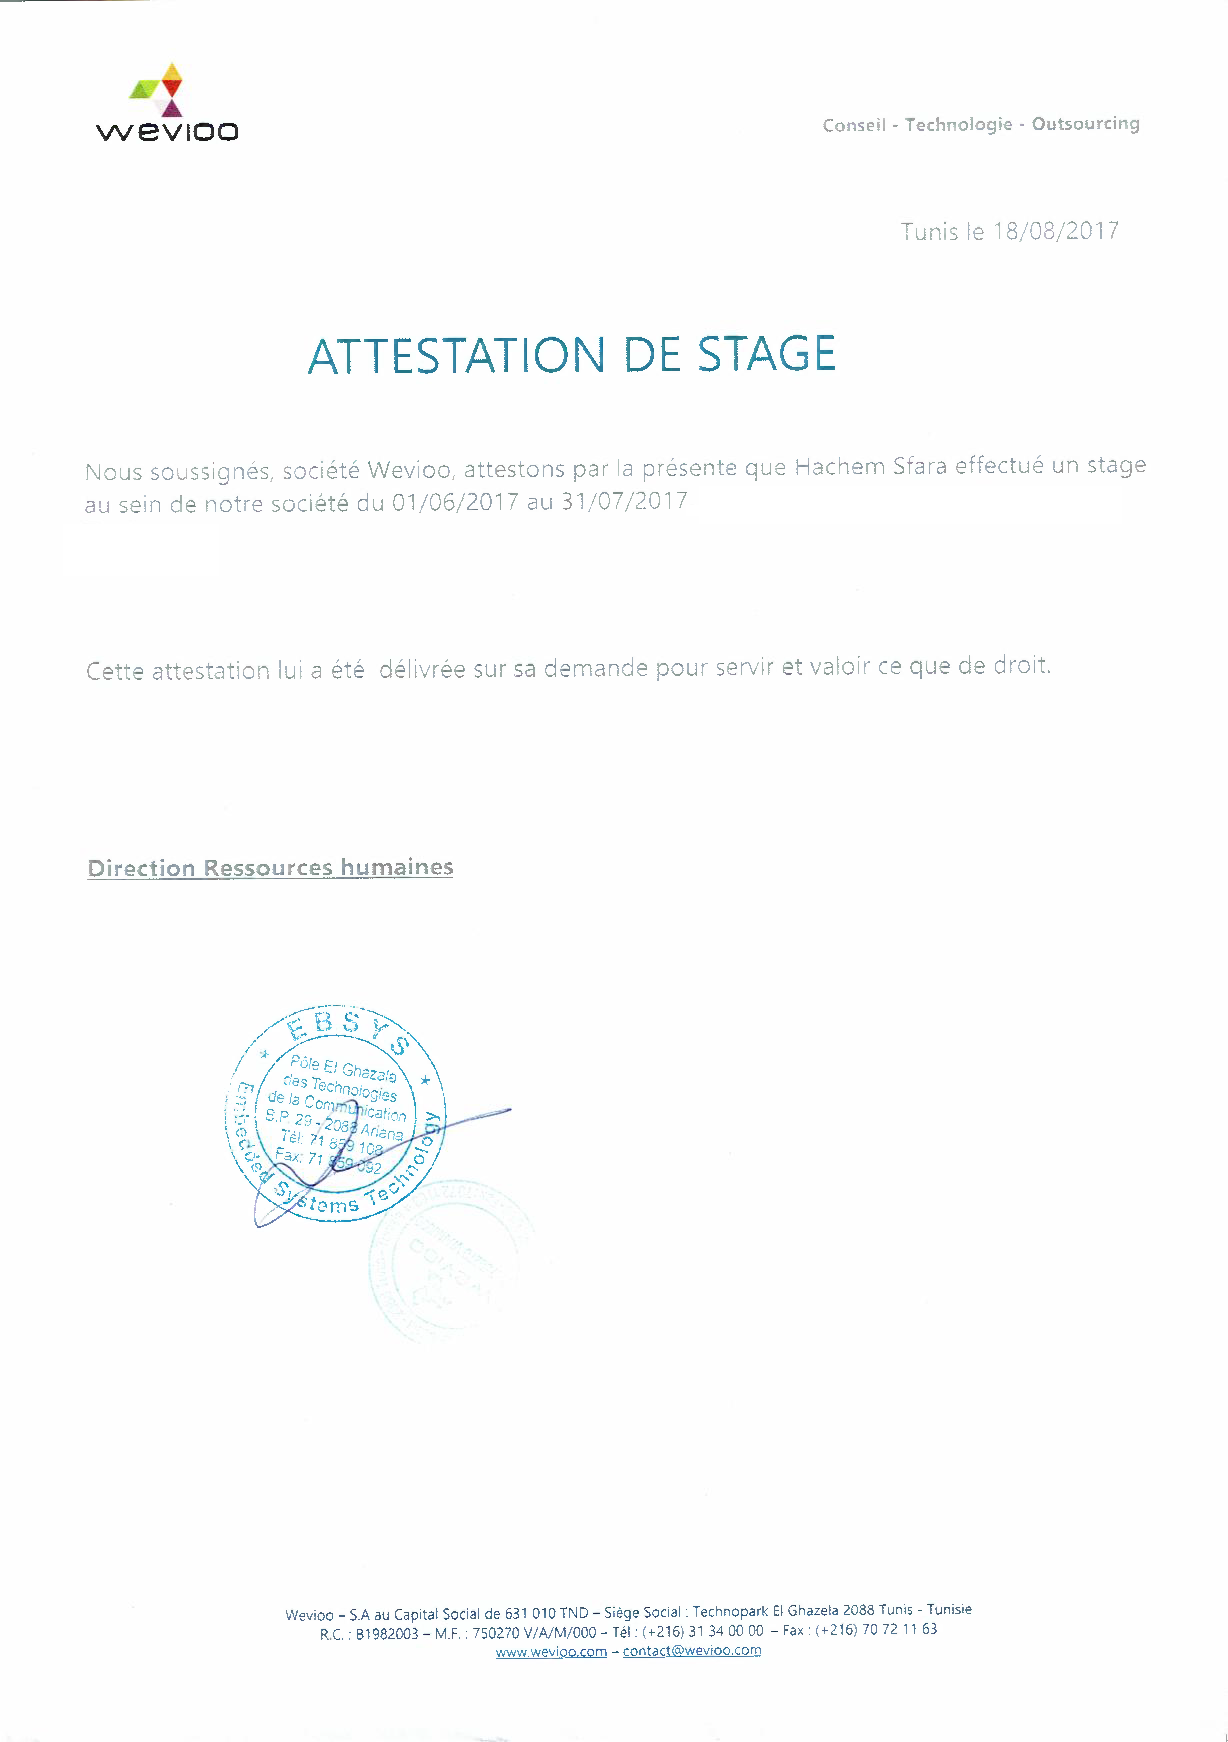 wevioo
Conseil - Technologie - Outsourcing
Tunis le 18/08/2017
ATTESTATION DE STAGE
Nous soussignés, société Wevioo, attestons par la présente que Hachem Sfara effectué un stage
au sein de notre société du 01/06/2017 au 31/07/2017
Cette attestation lui a été délivrée sur sa demande pour servir et valoir ce que de droit.
Direction Ressources humaines
* EBSYS *
Pôle El Ghazala
des Technologies
de la Communication
S.P. 29 - 2088 Ariana
Tél: 71 859 108
Fax: 71 859 092
Embedded Systems Technology
Wevioo – S.A au Capital Social de 631 010 TND – Siège Social : Technopark El Ghazela 2088 Tunis - Tunisie
R.C. : B1982003 – M.F. : 750270 V/A/M/000 – Tél : (+216) 31 34 00 00 – Fax : (+216) 70 72 11 63
www.wevioo.com – contact@wevioo.com